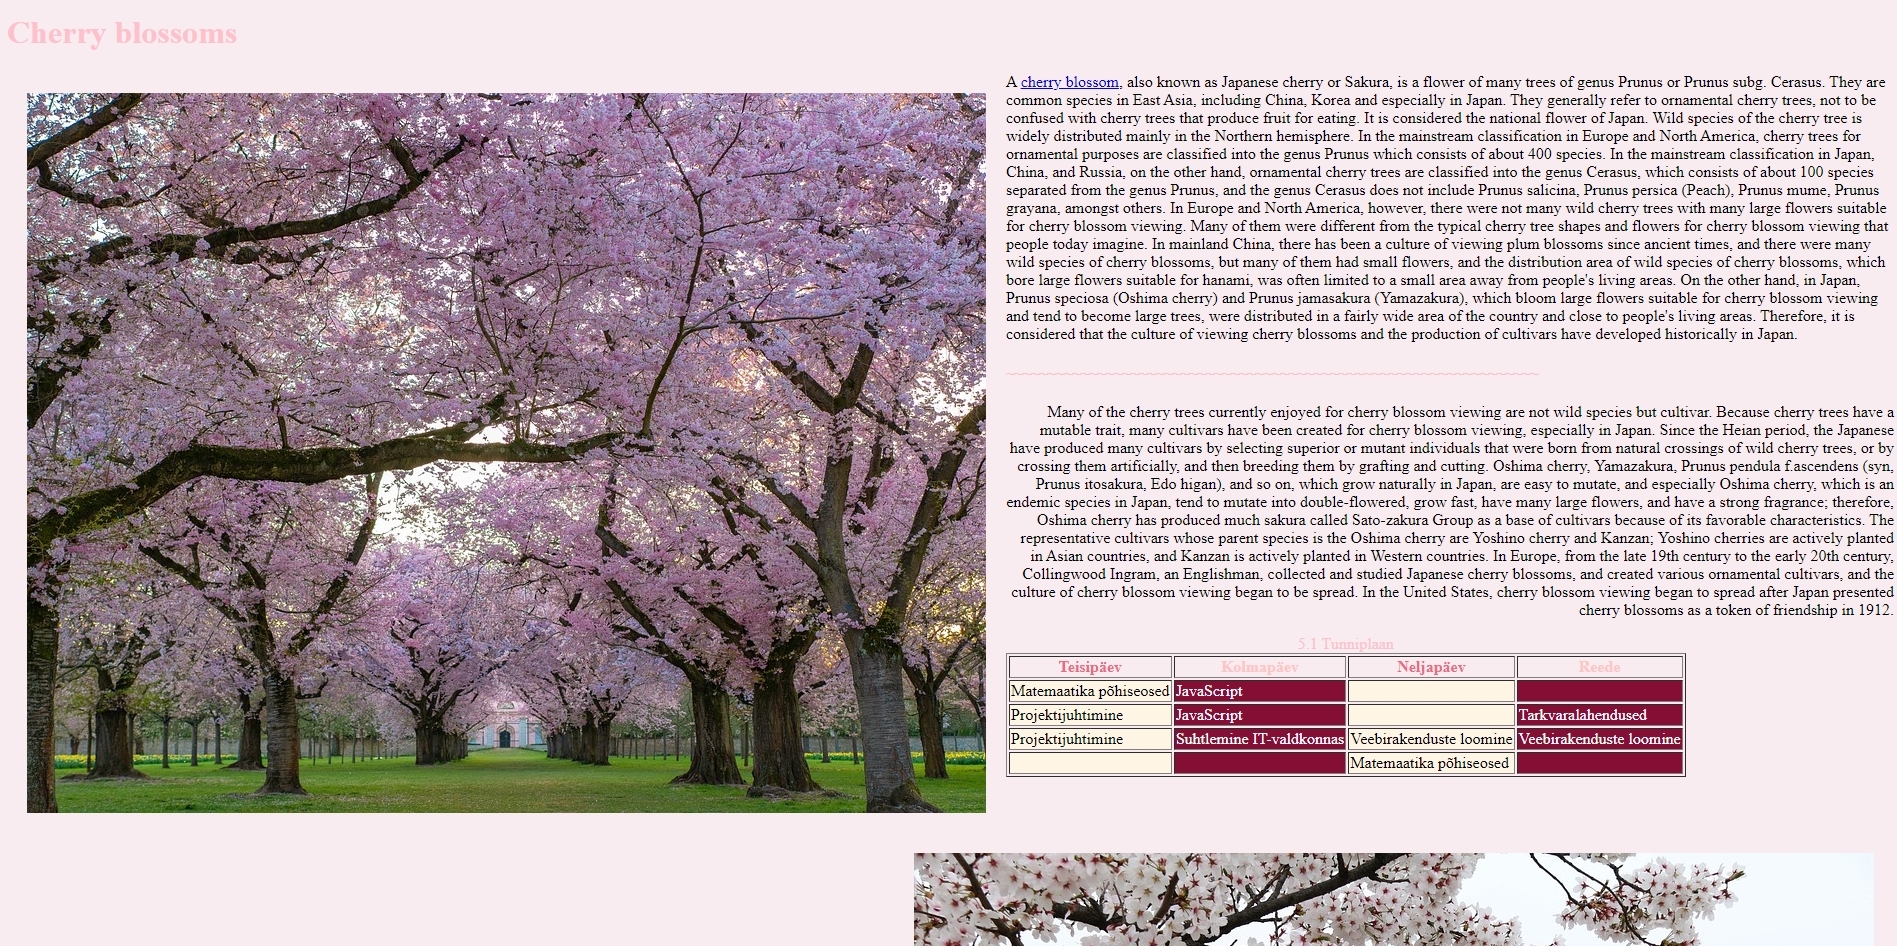 Cherry blossoms
A cherry blossom, also known as Japanese cherry or Sakura, is a flower of many trees of genus Prunus or Prunus subg. Cerasus. They are
common species in East Asia, including China, Korea and especially in Japan. They generally refer to ornamental cherry trees, not to be
confused with cherry trees that produce fruit for eating. It is considered the national flower of Japan. Wild species of the cherry tree is
widely distributed mainly in the Northern hemisphere. In the mainstream classification in Europe and North America, cherry trees for
ornamental purposes are classified into the genus Prunus which consists of about 400 species. In the mainstream classification in Japan,
China, and Russia, on the other hand, ornamental cherry trees are classified into the genus Cerasus, which consists of about 100 species
separated from the genus Prunus, and the genus Cerasus does not include Prunus salicina, Prunus persica (Peach), Prunus mume, Prunus
grayana, amongst others. In Europe and North America, however, there were not many wild cherry trees with many large flowers suitable
for cherry blossom viewing. Many of them were different from the typical cherry tree shapes and flowers for cherry blossom viewing that
people today imagine. In mainland China, there has been a culture of viewing plum blossoms since ancient times, and there were many
wild species of cherry blossoms, but many of them had small flowers, and the distribution area of wild species of cherry blossoms, which
bore large flowers suitable for hanami, was often limited to a small area away from people's living areas. On the other hand, in Japan,
Prunus speciosa (Oshima cherry) and Prunus jamasakura (Yamazakura), which bloom large flowers suitable for cherry blossom viewing
and tend to become large trees, were distributed in a fairly wide area of the country and close to people's living areas. Therefore, it is
considered that the culture of viewing cherry blossoms and the production of cultivars have developed historically in Japan.
Many of the cherry trees currently enjoyed for cherry blossom viewing are not wild species but cultivar. Because cherry trees have a
mutable trait, many cultivars have been created for cherry blossom viewing, especially in Japan. Since the Heian period, the Japanese
have produced many cultivars by selecting superior or mutant individuals that were born from natural crossings of wild cherry trees, or by
crossing them artificially, and then breeding them by grafting and cutting. Oshima cherry, Yamazakura, Prunus pendula f.ascendens (syn,
Prunus itosakura, Edo higan), and so on, which grow naturally in Japan, are easy to mutate, and especially Oshima cherry, which is an
endemic species in Japan, tend to mutate into double-flowered, grow fast, have many large flowers, and have a strong fragrance; therefore,
Oshima cherry has produced much sakura called Sato-zakura Group as a base of cultivars because of its favorable characteristics. The
representative cultivars whose parent species is the Oshima cherry are Yoshino cherry and Kanzan; Yoshino cherries are actively planted
in Asian countries, and Kanzan is actively planted in Western countries. In Europe, from the late 19th century to the early 20th century,
Collingwood Ingram, an Englishman, collected and studied Japanese cherry blossoms, and created various ornamental cultivars, and the
culture of cherry blossom viewing began to be spread. In the United States, cherry blossom viewing began to spread after Japan presented
cherry blossoms as a token of friendship in 1912.
5.1 Tunniplaan
Teisipäev Kolmapäev Neljapäev Reede
Matemaatika põhiseosed JavaScript
Projektijuhtimine JavaScript Tarkvaralahendused
Projektijuhtimine Suhtlemine IT-valdkonnas Veebirakenduste loomine Veebirakenduste loomine
Matemaatika põhiseosed